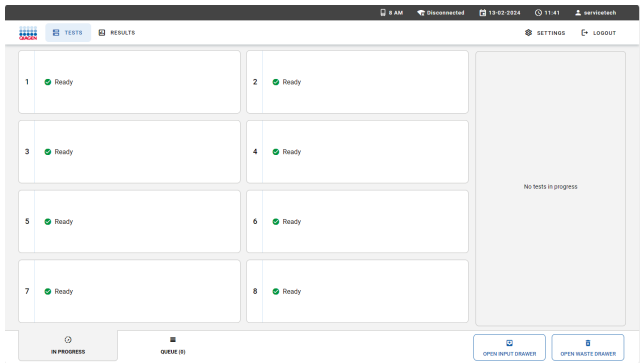 8 AM Disconnected 13-02-2024 11:41 servicetech
QIAGEN TESTS RESULTS SETTINGS LOGOUT
1 Ready
2 Ready
3 Ready
4 Ready
No tests in progress
5 Ready
6 Ready
7 Ready
8 Ready
IN PROGRESS QUEUE (0) OPEN INPUT DRAWER OPEN WASTE DRAWER